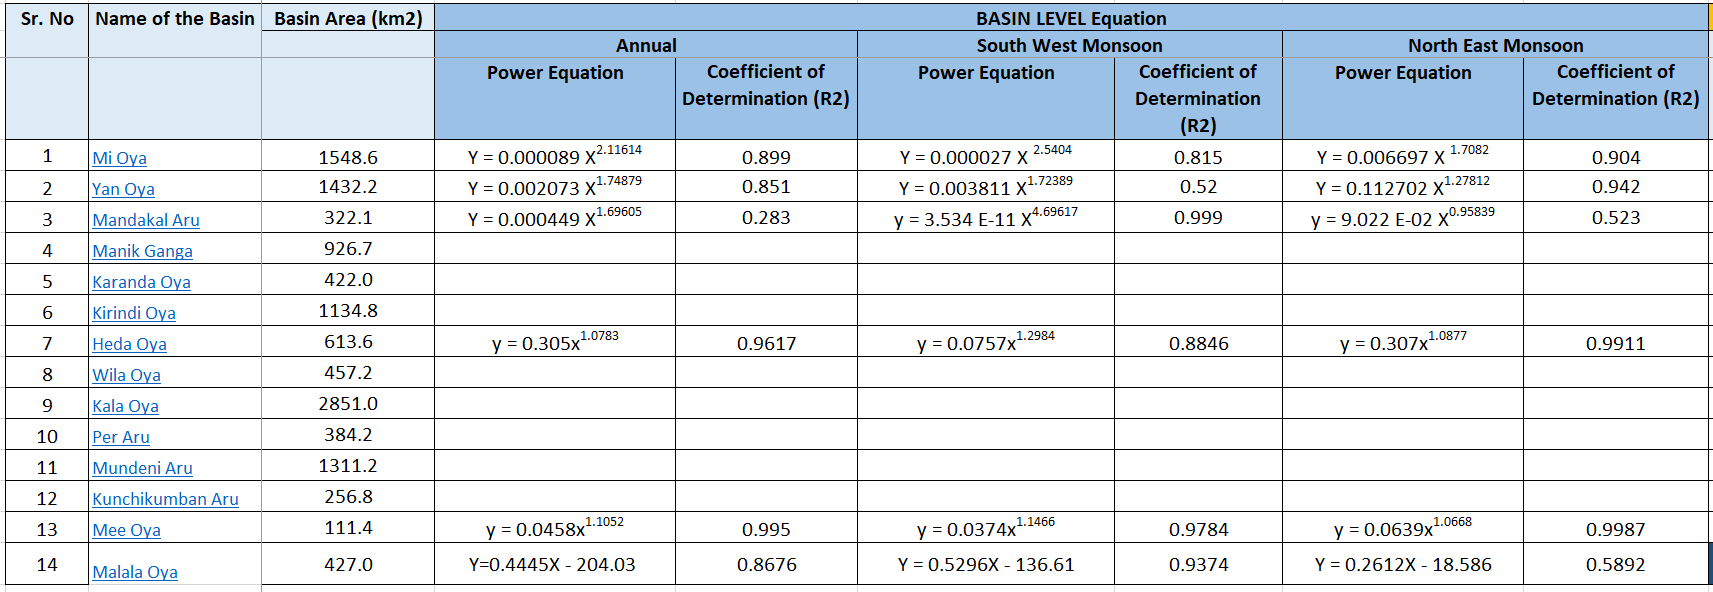 Sr. No Name of the Basin Basin Area (km2) BASIN LEVEL Equation
Annual South West Monsoon North East Monsoon
Power Equation Coefficient of Determination (R2) Power Equation Coefficient of Determination (R2) Power Equation Coefficient of Determination (R2)
1 Mi Oya 1548.6 Y = 0.000089 X^2.11614 0.899 Y = 0.000027 X ^2.5404 0.815 Y = 0.006697 X ^1.7082 0.904
2 Yan Oya 1432.2 Y = 0.002073 X^1.74879 0.851 Y = 0.003811 X^1.72389 0.52 Y = 0.112702 X^1.27812 0.942
3 Mandakal Aru 322.1 Y = 0.000449 X^1.69605 0.283 y = 3.534 E-11 X^4.69617 0.999 y = 9.022 E-02 X^0.95839 0.523
4 Manik Ganga 926.7
5 Karanda Oya 422.0
6 Kirindi Oya 1134.8
7 Heda Oya 613.6 y = 0.305x^1.0783 0.9617 y = 0.0757x^1.2984 0.8846 y = 0.307x^1.0877 0.9911
8 Wila Oya 457.2
9 Kala Oya 2851.0
10 Per Aru 384.2
11 Mundeni Aru 1311.2
12 Kunchikumban Aru 256.8
13 Mee Oya 111.4 y = 0.0458x^1.1052 0.995 y = 0.0374x^1.1466 0.9784 y = 0.0639x^1.0668 0.9987
14 Malala Oya 427.0 Y=0.4445X - 204.03 0.8676 Y = 0.5296X - 136.61 0.9374 Y = 0.2612X - 18.586 0.5892